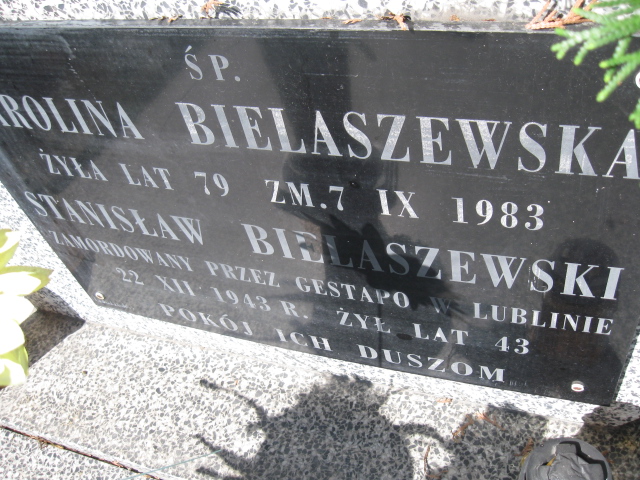 ŚP.
AROLINA BIELASZEWSKA
ŻYŁA LAT 79 ZM. 7 IX 1983
STANISŁAW BIELASZEWSKI
ZAMORDOWANY PRZEZ GESTAPO W LUBLINIE
22 XII 1943 R. ŻYŁ LAT 43
POKÓJ ICH DUSZOM